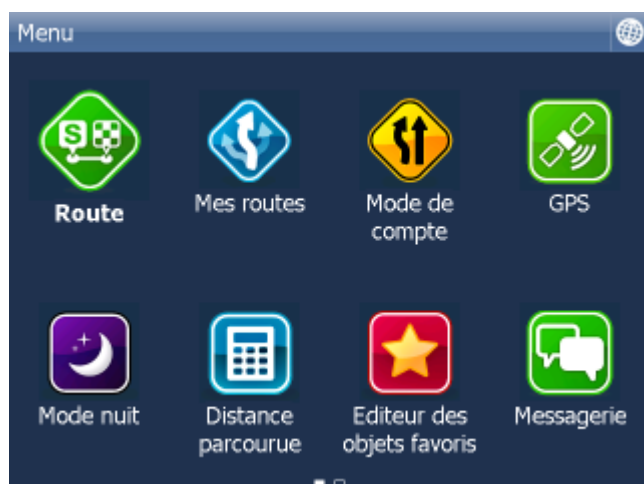 Menu
S
Route
Mes routes
Mode de
compte
GPS
Mode nuit
Distance
parcourue
Editeur des
objets favoris
Messagerie